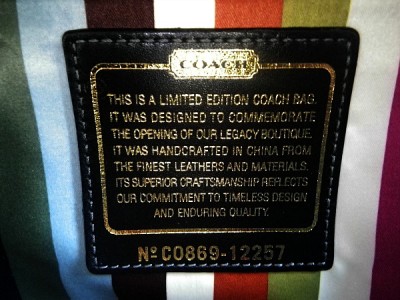 COACH
THIS IS A LIMITED EDITION COACH BAG.
IT WAS DESIGNED TO COMMEMORATE
THE OPENING OF OUR LEGACY BOUTIQUE.
IT WAS HANDCRAFTED IN CHINA FROM
THE FINEST LEATHERS AND MATERIALS.
ITS SUPERIOR CRAFTSMANSHIP REFLECTS
OUR COMMITMENT TO TIMELESS DESIGN
AND ENDURING QUALITY.
Nº C0869-12257